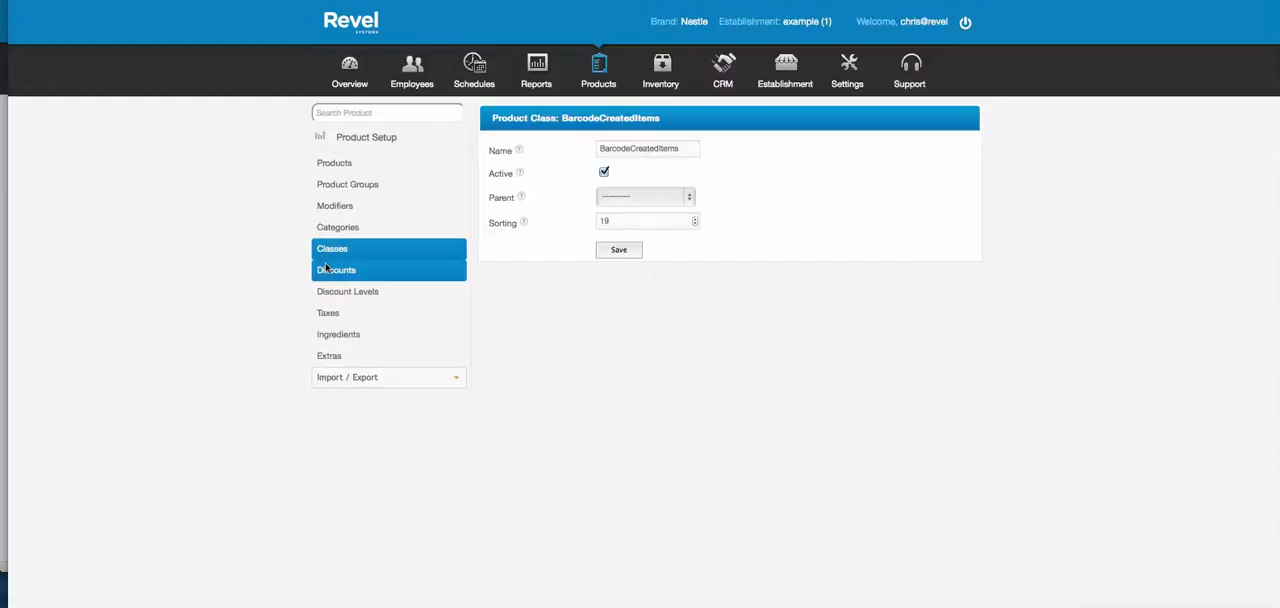 Revel
SYSTEMS
Brand: Nestle Establishment: example (1) Welcome, chris@revel
Overview Employees Schedules Reports Products Inventory CRM Establishment Settings Support
Search Product
Product Setup
Products
Product Groups
Modifiers
Categories
Classes
Discounts
Discount Levels
Taxes
Ingredients
Extras
Import / Export
Product Class: BarcodeCreatedItems
Name ? BarcodeCreatedItems
Active ?
Parent ? ---------
Sorting ? 19
Save